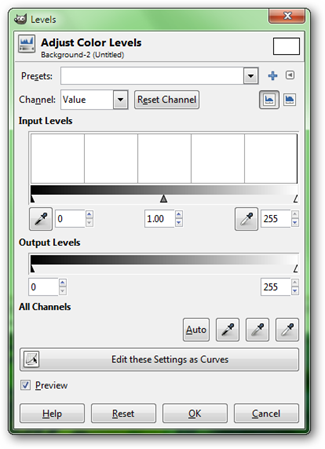 Levels
Adjust Color Levels
Background-2 (Untitled)
Presets:
Channel: Value Reset Channel
Input Levels
0 1.00 255
Output Levels
0 255
All Channels
Auto
Edit these Settings as Curves
Preview
Help Reset OK Cancel